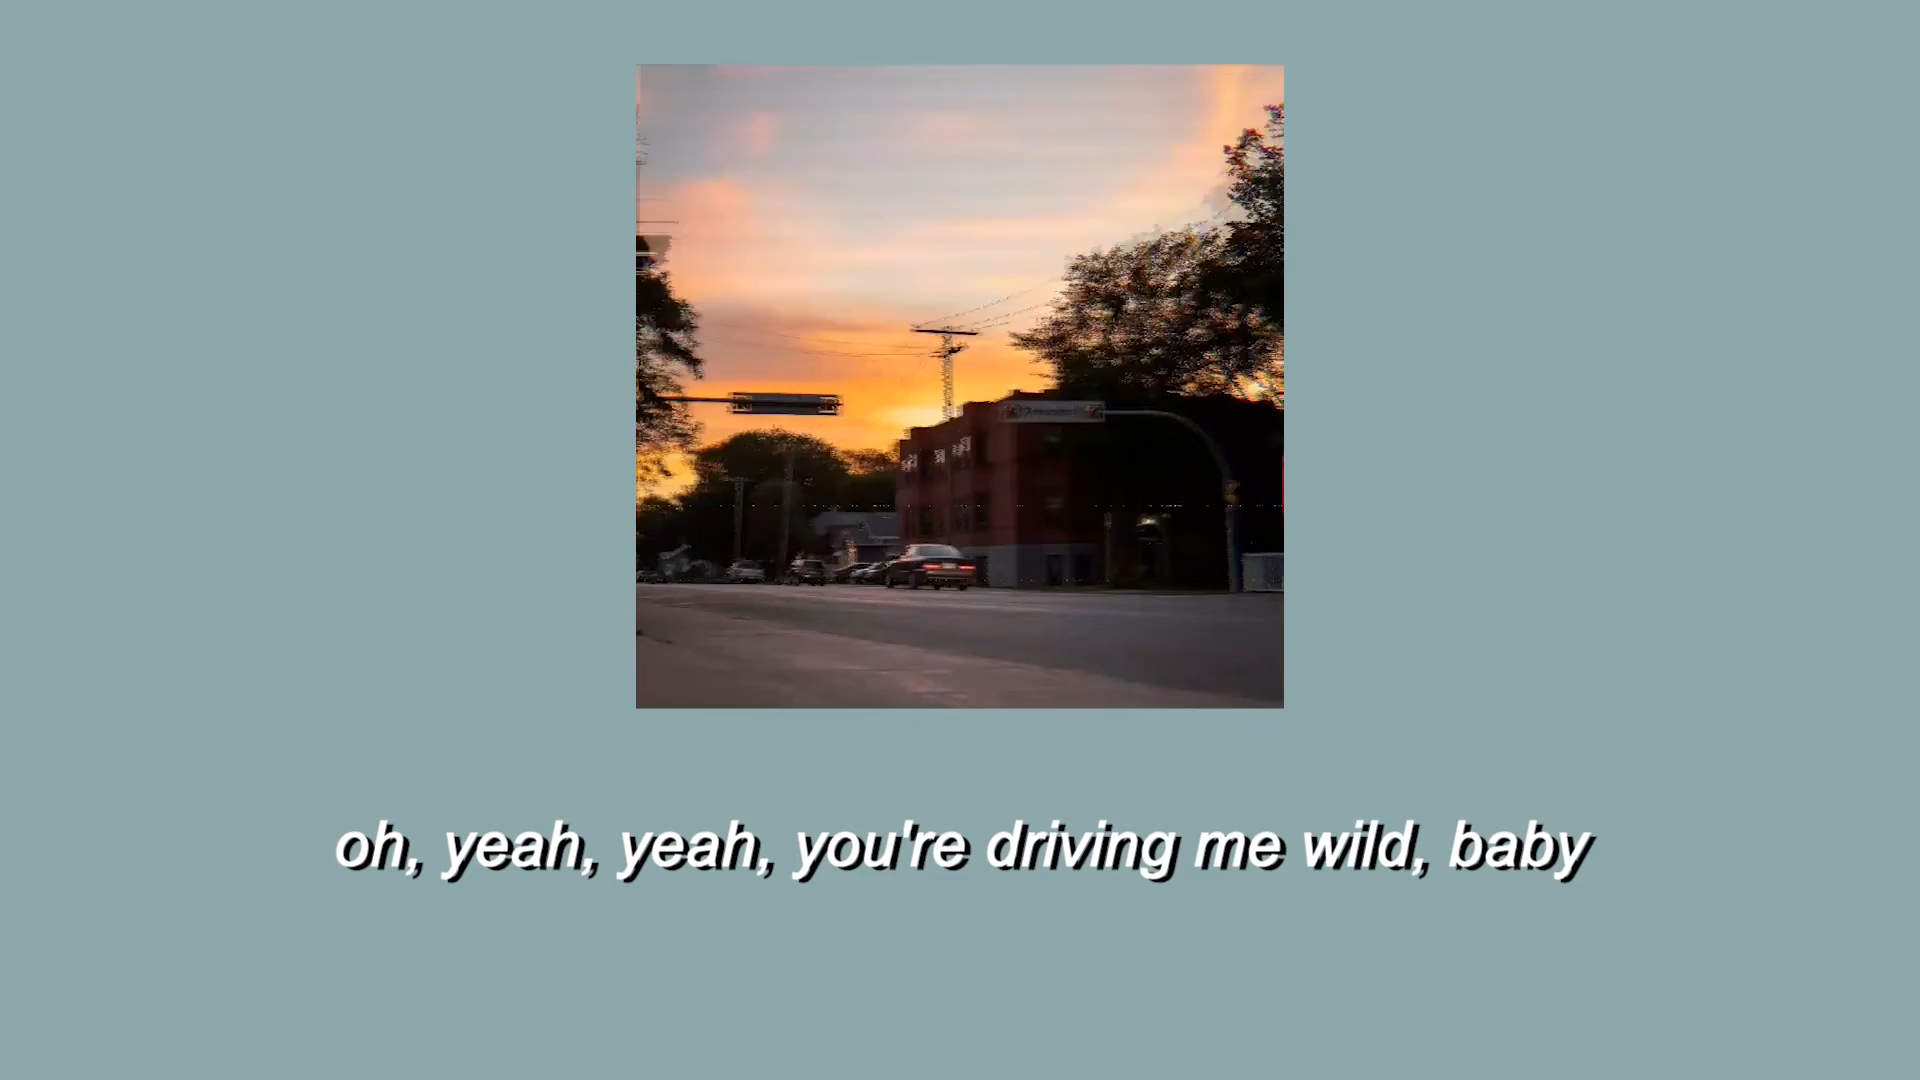 oh, yeah, yeah, you're driving me wild, baby